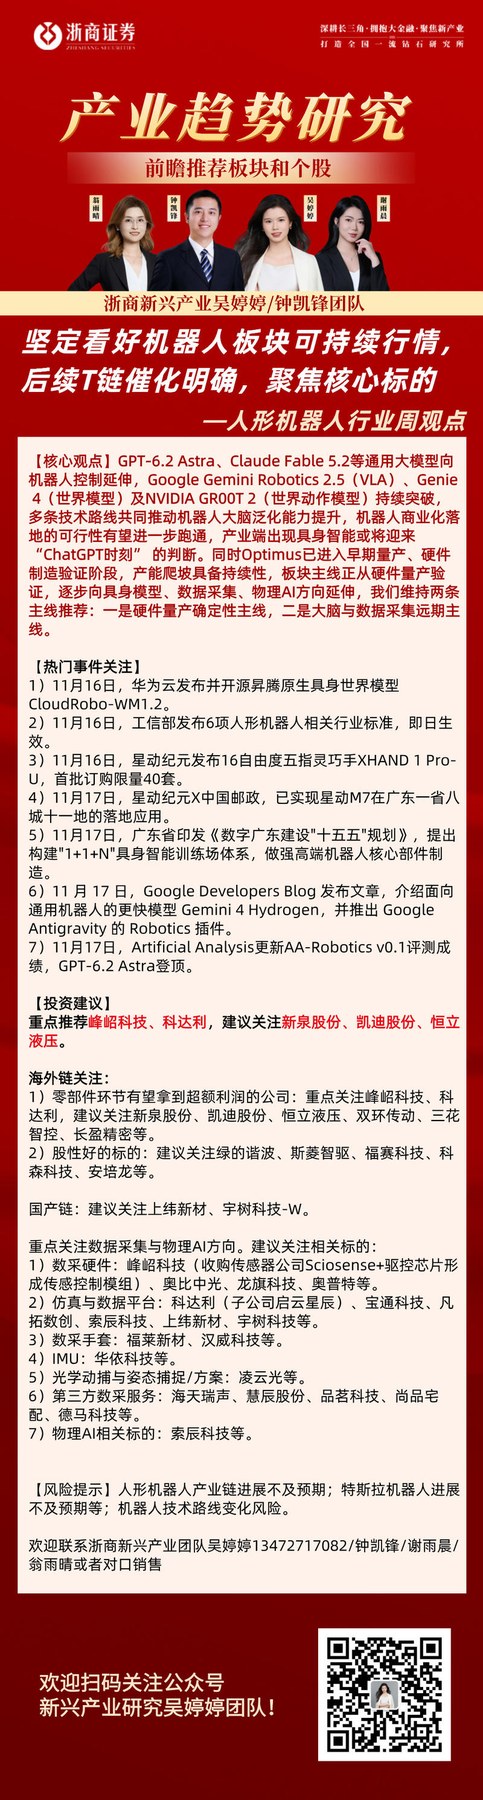 浙商证券
ZHESHANG SECURITIES
深耕长三角·拥抱大金融·聚焦新产业
打造全国一流钻石研究所
产业趋势研究
前瞻推荐板块和个股
翁雨晴
钟凯锋
吴婷婷
谢雨晨
浙商新兴产业吴婷婷/钟凯锋团队
坚定看好机器人板块可持续行情，
后续T链催化明确，聚焦核心标的
—人形机器人行业周观点
【核心观点】GPT-6.2 Astra、Claude Fable 5.2等通用大模型向
机器人控制延伸，Google Gemini Robotics 2.5（VLA）、Genie
4（世界模型）及NVIDIA GR00T 2（世界动作模型）持续突破，
多条技术路线共同推动机器人大脑泛化能力提升，机器人商业化落
地的可行性有望进一步跑通，产业端出现具身智能或将迎来
“ChatGPT时刻” 的判断。同时Optimus已进入早期量产、硬件
制造验证阶段，产能爬坡具备持续性，板块主线正从硬件量产验
证，逐步向具身模型、数据采集、物理AI方向延伸，我们维持两条
主线推荐：一是硬件量产确定性主线，二是大脑与数据采集远期主
线。
【热门事件关注】
1）11月16日，华为云发布并开源昇腾原生具身世界模型
CloudRobo-WM1.2。
2）11月16日，工信部发布6项人形机器人相关行业标准，即日生
效。
3）11月16日，星动纪元发布16自由度五指灵巧手XHAND 1 Pro-
U，首批订购限量40套。
4）11月17日，星动纪元X中国邮政，已实现星动M7在广东一省八
城十一地的落地应用。
5）11月17日，广东省印发《数字广东建设"十五五"规划》，提出
构建"1+1+N"具身智能训练场体系，做强高端机器人核心部件制
造。
6）11 月 17 日，Google Developers Blog 发布文章，介绍面向
通用机器人的更快模型 Gemini 4 Hydrogen，并推出 Google
Antigravity 的 Robotics 插件。
7）11月17日，Artificial Analysis更新AA-Robotics v0.1评测成
绩，GPT-6.2 Astra登顶。
【投资建议】
重点推荐峰岹科技、科达利，建议关注新泉股份、凯迪股份、恒立
液压。
海外链关注：
1）零部件环节有望拿到超额利润的公司：重点关注峰岹科技、科
达利，建议关注新泉股份、凯迪股份、恒立液压、双环传动、三花
智控、长盈精密等。
2）股性好的标的：建议关注绿的谐波、斯菱智驱、福赛科技、科
森科技、安培龙等。
国产链：建议关注上纬新材、宇树科技-W。
重点关注数据采集与物理AI方向。建议关注相关标的：
1）数采硬件：峰岹科技（收购传感器公司Sciosense+驱控芯片形
成传感控制模组）、奥比中光、龙旗科技、奥普特等。
2）仿真与数据平台：科达利（子公司启云星辰）、宝通科技、凡
拓数创、索辰科技、上纬新材、宇树科技等。
3）数采手套：福莱新材、汉威科技等。
4）IMU：华依科技等。
5）光学动捕与姿态捕捉/方案：凌云光等。
6）第三方数采服务：海天瑞声、慧辰股份、品茗科技、尚品宅
配、德马科技等。
7）物理AI相关标的：索辰科技等。
【风险提示】人形机器人产业链进展不及预期；特斯拉机器人进展
不及预期等；机器人技术路线变化风险。
欢迎联系浙商新兴产业团队吴婷婷13472717082/钟凯锋/谢雨晨/
翁雨晴或者对口销售
欢迎扫码关注公众号
新兴产业研究吴婷婷团队！